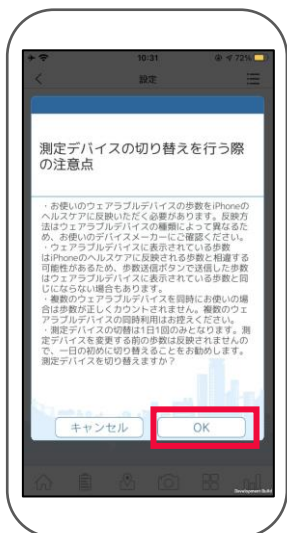 10:31
72%
設定
測定デバイスの切り替えを行う際
の注意点
・お使いのウェアラブルデバイスの歩数をiPhoneの
ヘルスケアに反映いただく必要があります。反映方
法はウェアラブルデバイスの種類によって異なるた
め、お使いのデバイスメーカーにご確認ください。
・ウェアラブルデバイスに表示されている歩数
はiPhoneのヘルスケアに反映される歩数と相違する
可能性があるため、歩数送信ボタンで送信した歩数
はウェアラブルデバイスに表示されている歩数と同
じにならない場合もあります。
・複数のウェアラブルデバイスを同時にお使いの場
合は歩数が正しくカウントされません。複数のウェ
アラブルデバイスの同時利用はお控えください。
・測定デバイスの切替は1日1回のみとなります。測
定デバイスを変更する前の歩数は反映されませんの
で、一日の初めに切り替えることをお勧めします。
測定デバイスを切り替えますか？
キャンセル
OK
Development Build